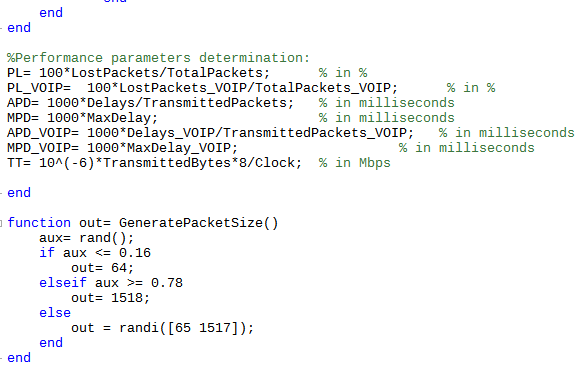 end
end
end
%Performance parameters determination:
PL= 100*LostPackets/TotalPackets;      % in %
PL_VOIP=  100*LostPackets_VOIP/TotalPackets_VOIP;      % in %
APD= 1000*Delays/TransmittedPackets;   % in milliseconds
MPD= 1000*MaxDelay;                    % in milliseconds
APD_VOIP= 1000*Delays_VOIP/TransmittedPackets_VOIP;   % in milliseconds
MPD_VOIP= 1000*MaxDelay_VOIP;                    % in milliseconds
TT= 10^(-6)*TransmittedBytes*8/Clock;  % in Mbps
end
function out= GeneratePacketSize()
    aux= rand();
    if aux <= 0.16
        out= 64;
    elseif aux >= 0.78
        out= 1518;
    else
        out = randi([65 1517]);
    end
end